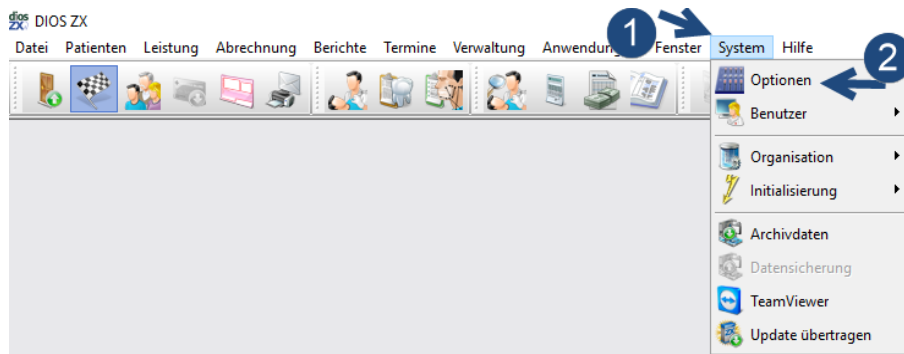 dios ZX DIOS ZX
1
Datei Patienten Leistung Abrechnung Berichte Termine Verwaltung Fenster System Hilfe
2
Optionen
Benutzer
Organisation
Initialisierung
Archivdaten
Datensicherung
TeamViewer
Update übertragen